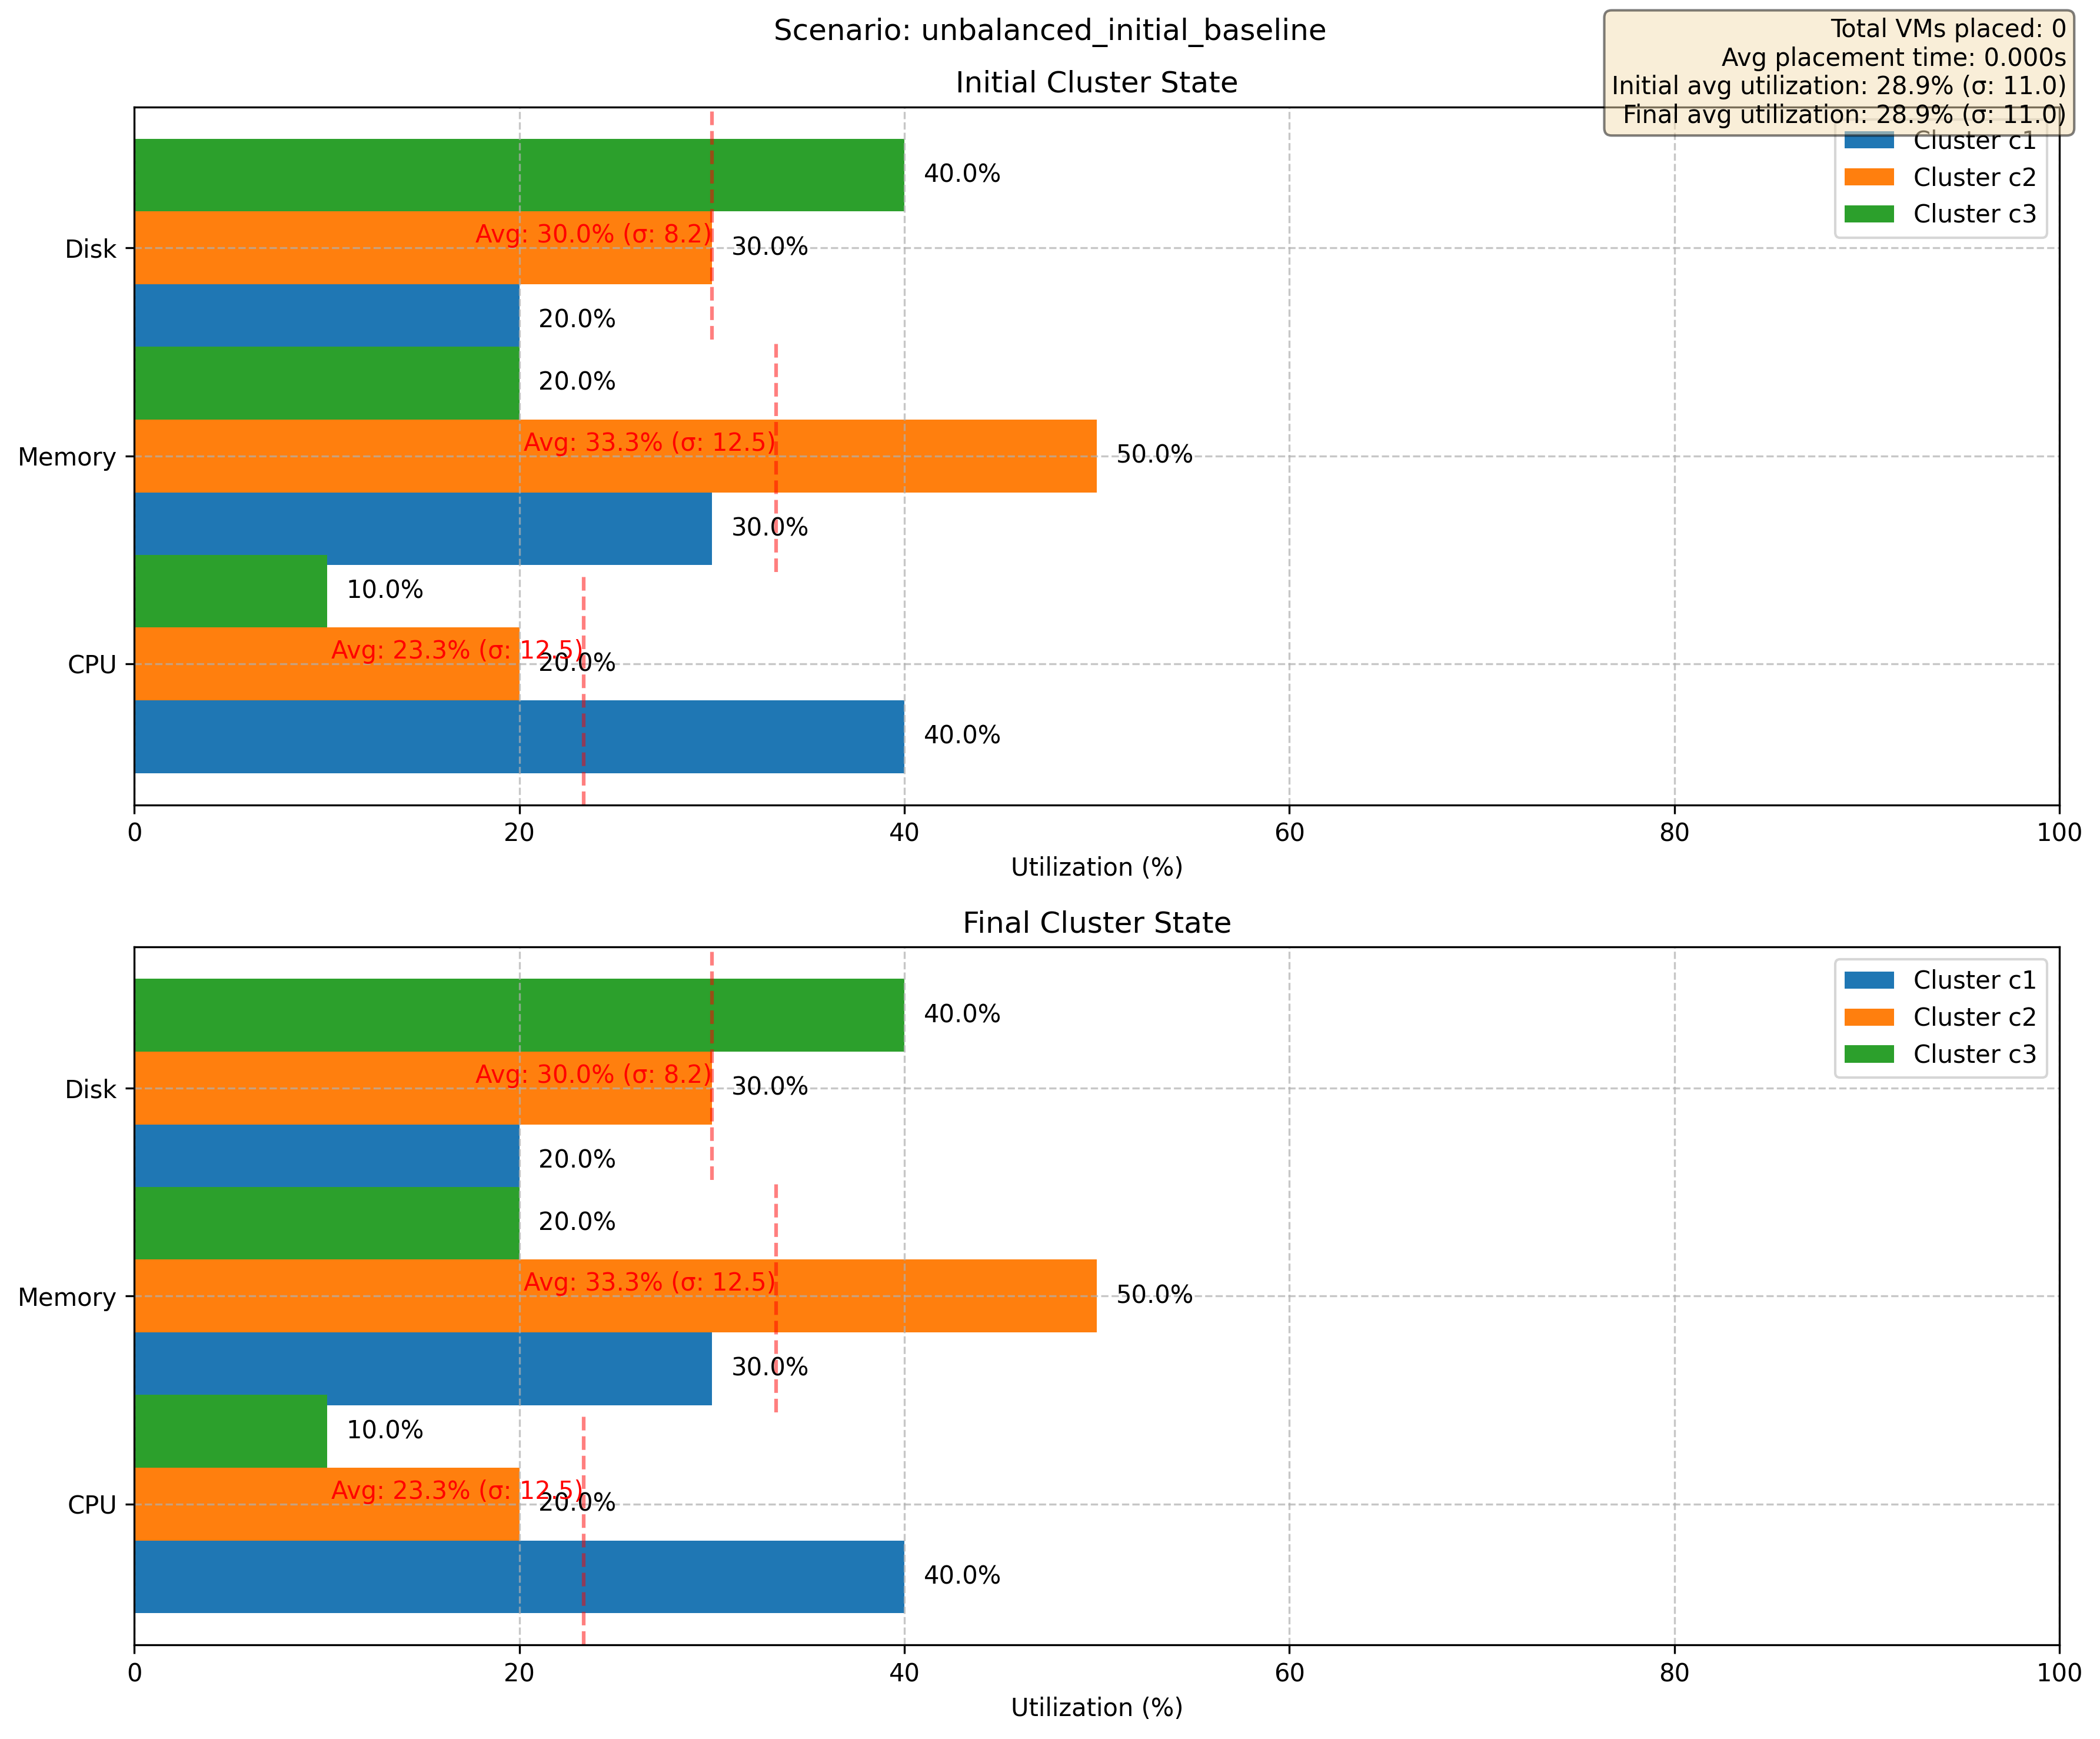 Scenario: unbalanced_initial_baseline
Total VMs placed: 0
Avg placement time: 0.000s
Initial avg utilization: 28.9% (σ: 11.0)
Final avg utilization: 28.9% (σ: 11.0)
Initial Cluster State
Cluster c1
Cluster c2
Cluster c3
40.0%
Disk
Avg: 30.0% (σ: 8.2)
30.0%
20.0%
20.0%
Memory
Avg: 33.3% (σ: 12.5)
50.0%
30.0%
10.0%
CPU
Avg: 23.3% (σ: 12.5)
20.0%
40.0%
0 20 40 60 80 100
Utilization (%)
Final Cluster State
Cluster c1
Cluster c2
Cluster c3
40.0%
Disk
Avg: 30.0% (σ: 8.2)
30.0%
20.0%
20.0%
Memory
Avg: 33.3% (σ: 12.5)
50.0%
30.0%
10.0%
CPU
Avg: 23.3% (σ: 12.5)
20.0%
40.0%
0 20 40 60 80 100
Utilization (%)